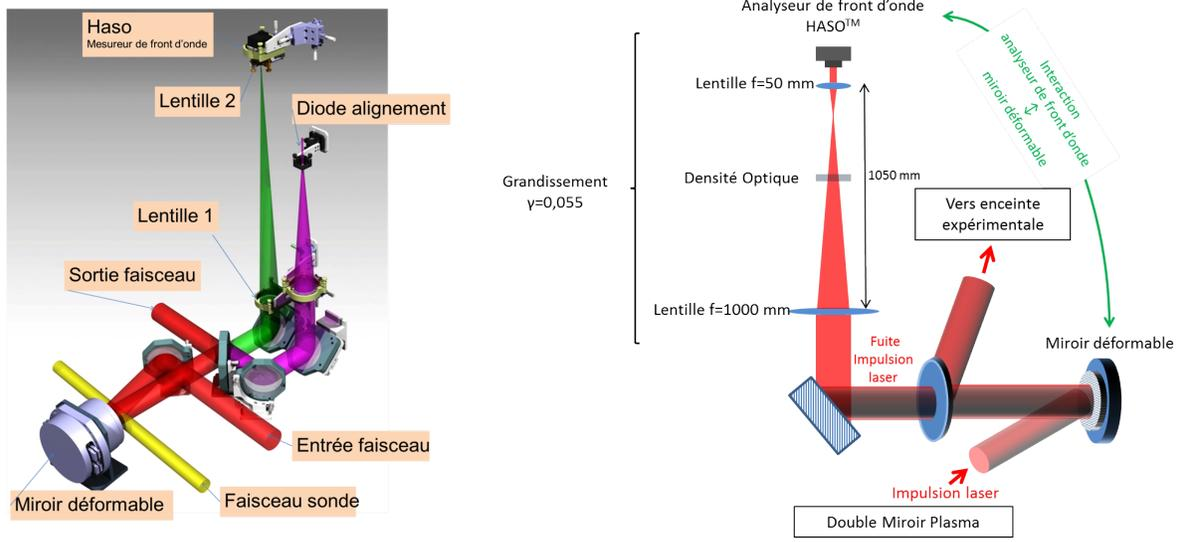 Haso
Mesureur de front d'onde
Lentille 2
Diode alignement
Lentille 1
Sortie faisceau
Entrée faisceau
Miroir déformable
Faisceau sonde
Analyseur de front d'onde
HASO™
Lentille f=50 mm
Densité Optique
1050 mm
Grandissement
γ=0,055
Lentille f=1000 mm
Interaction
analyseur de front d'onde
↔
miroir déformable
Vers enceinte
expérimentale
Fuite
Impulsion
laser
Miroir déformable
Impulsion laser
Double Miroir Plasma